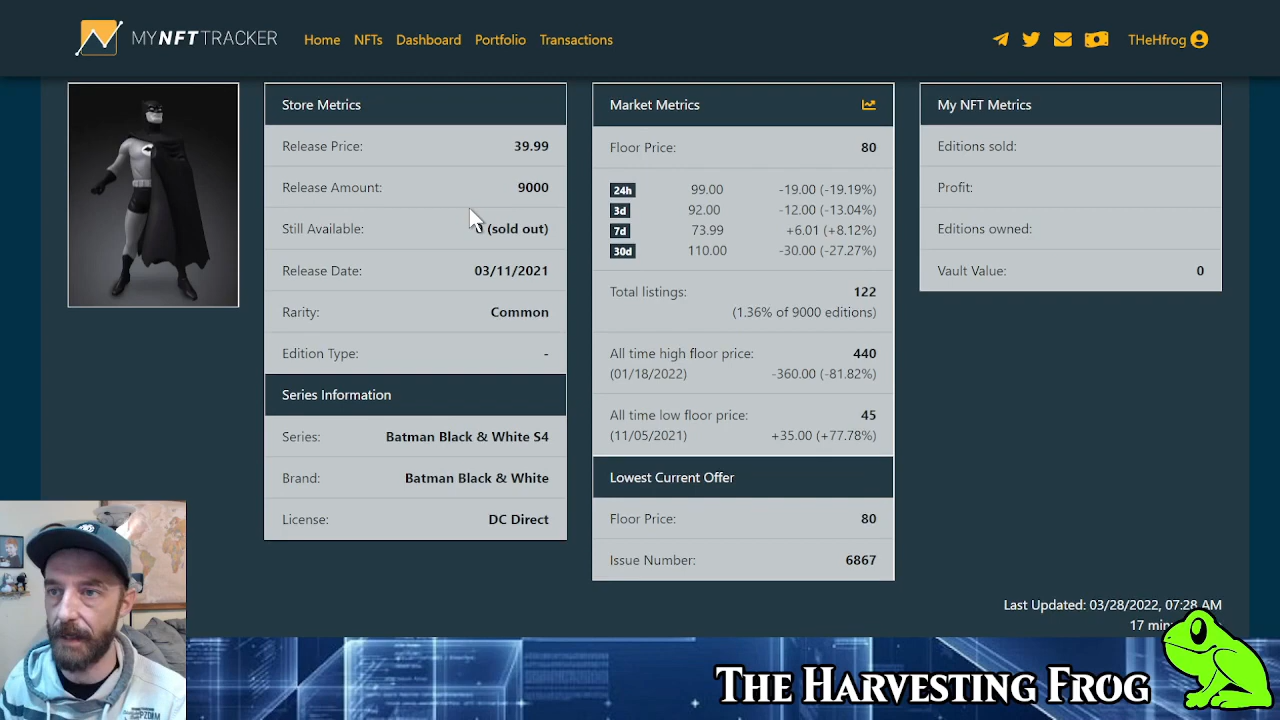 MYNFTTRACKER Home NFTs Dashboard Portfolio Transactions THeHfrog
Store Metrics
Release Price: 39.99
Release Amount: 9000
Still Available: (sold out)
Release Date: 03/11/2021
Rarity: Common
Edition Type: -
Series Information
Series: Batman Black & White S4
Brand: Batman Black & White
License: DC Direct
Market Metrics
Floor Price: 80
24h 99.00 -19.00 (-19.19%)
3d 92.00 -12.00 (-13.04%)
7d 73.99 +6.01 (+8.12%)
30d 110.00 -30.00 (-27.27%)
Total listings: 122
(1.36% of 9000 editions)
All time high floor price: 440
(01/18/2022) -360.00 (-81.82%)
All time low floor price: 45
(11/05/2021) +35.00 (+77.78%)
Lowest Current Offer
Floor Price: 80
Issue Number: 6867
My NFT Metrics
Editions sold:
Profit:
Editions owned:
Vault Value: 0
Last Updated: 03/28/2022, 07:28 AM
17
The Harvesting Frog